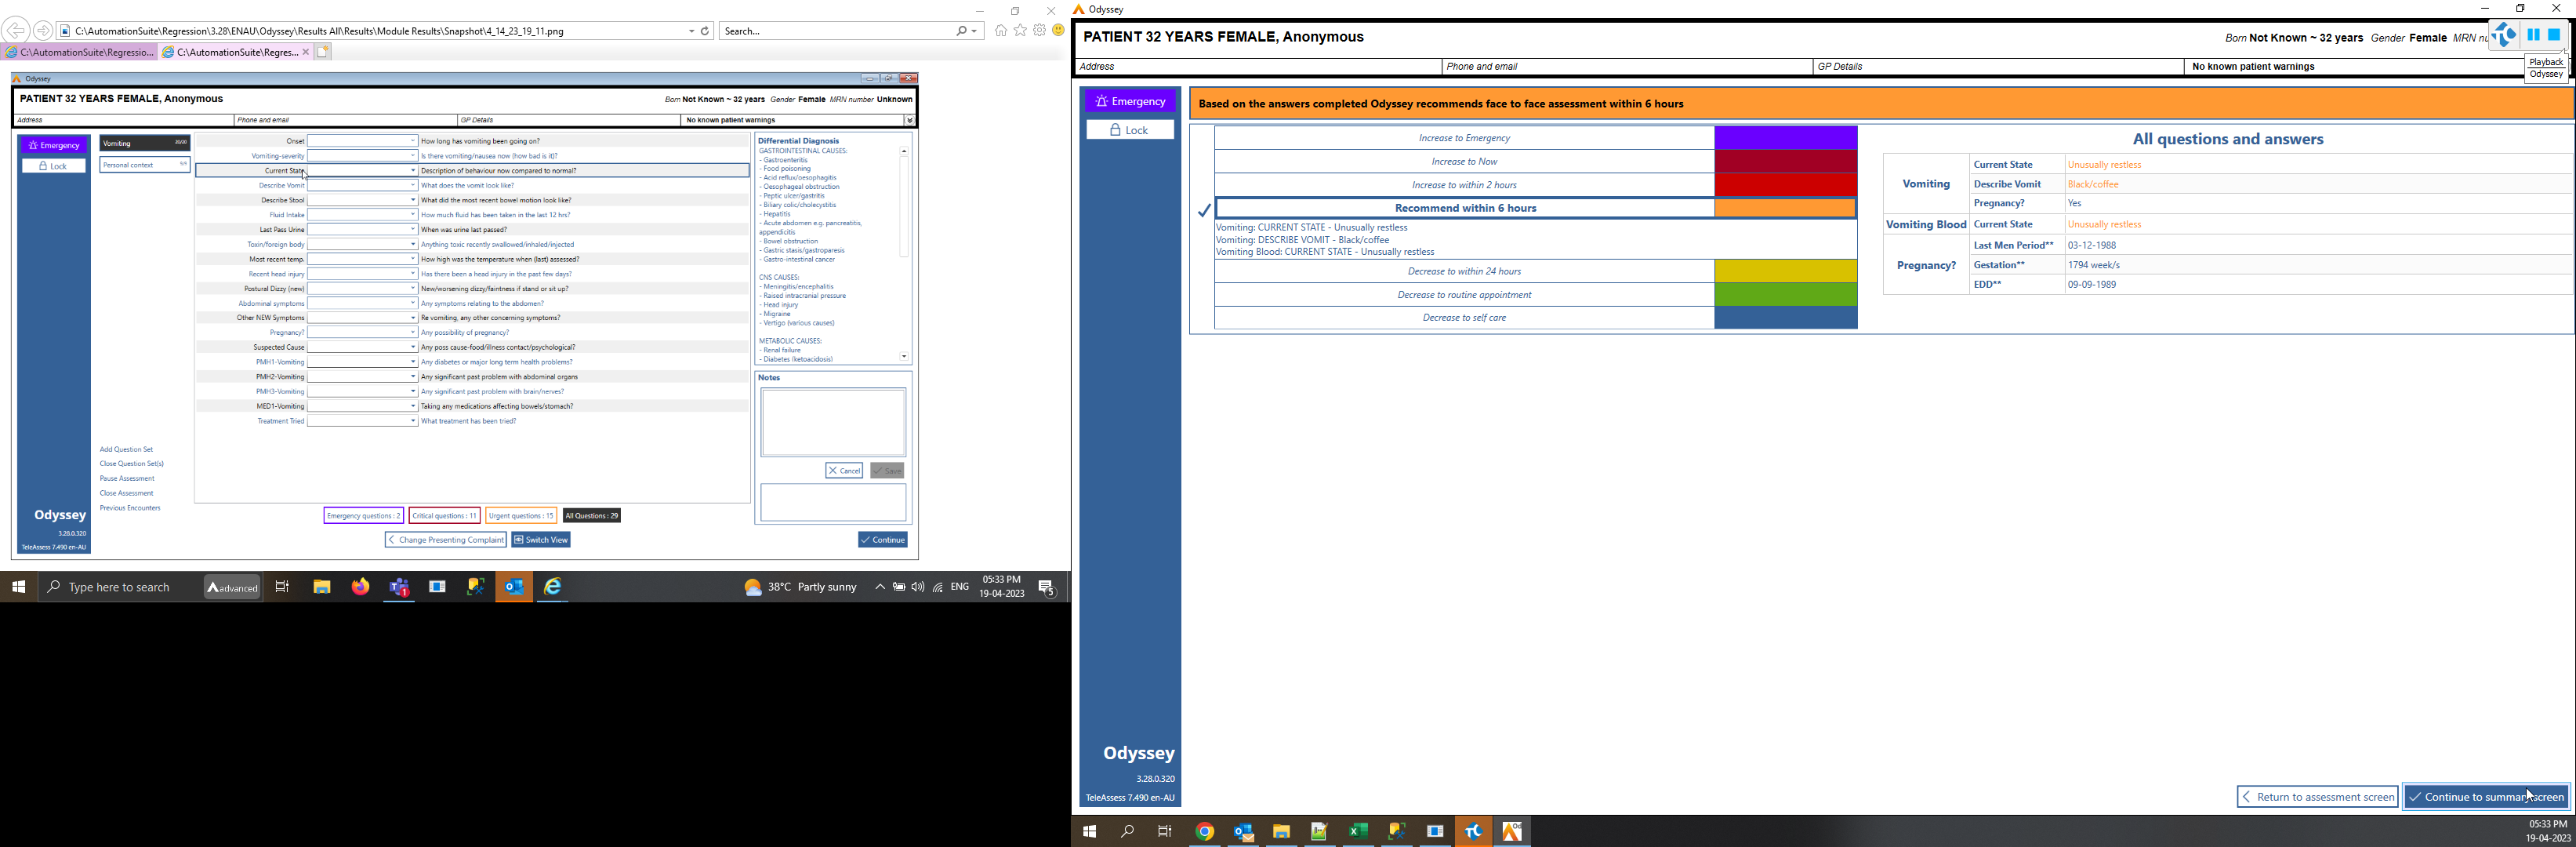 C:\AutomationSuite\Regression\3.28\ENAU\Odyssey\Results All\Results\Module Results\Snapshot\4_14_23_19_11.png
Search...
C:\AutomationSuite\Regressio...
C:\AutomationSuite\Regres...
Odyssey
PATIENT 32 YEARS FEMALE, Anonymous
Born Not Known ~ 32 years Gender Female MRN number Unknown
Address
Phone and email
GP Details
No known patient warnings
Emergency
Lock
Vomiting 20/20
Personal context 9/9
Onset How long has vomiting been going on?
Vomiting-severity Is there vomiting/nausea now (how bad is it)?
Current State Description of behaviour now compared to normal?
Describe Vomit What does the vomit look like?
Describe Stool What did the most recent bowel motion look like?
Fluid Intake How much fluid has been taken in the last 12 hrs?
Last Pass Urine When was urine last passed?
Toxin/foreign body Anything toxic recently swallowed/inhaled/injected
Most recent temp. How high was the temperature when (last) assessed?
Recent head injury Has there been a head injury in the past few days?
Postural Dizzy (new) New/worsening dizzy/faintness if stand or sit up?
Abdominal symptoms Any symptoms relating to the abdomen?
Other NEW Symptoms Re vomiting, any other concerning symptoms?
Pregnancy? Any possibility of pregnancy?
Suspected Cause Any poss cause-food/illness contact/psychological?
PMH1-Vomiting Any diabetes or major long term health problems?
PMH2-Vomiting Any significant past problem with abdominal organs
PMH3-Vomiting Any significant past problem with brain/nerves?
MED1-Vomiting Taking any medications affecting bowels/stomach?
Treatment Tried What treatment has been tried?
Differential Diagnosis
GASTROINTESTINAL CAUSES:
- Gastroenteritis
- Food poisoning
- Acid reflux/oesophagitis
- Oesophageal obstruction
- Peptic ulcer/gastritis
- Biliary colic/cholecystitis
- Hepatitis
- Acute abdomen e.g. pancreatitis,
appendicitis
- Bowel obstruction
- Gastric stasis/gastroparesis
- Gastro-intestinal cancer
CNS CAUSES:
- Meningitis/encephalitis
- Raised intracranial pressure
- Head injury
- Migraine
- Vertigo (various causes)
METABOLIC CAUSES:
- Renal failure
- Diabetes (ketoacidosis)
Notes
Cancel
Save
Add Question Set
Close Question Set(s)
Pause Assessment
Close Assessment
Previous Encounters
Odyssey
3.28.0.320
TeleAssess 7.490 en-AU
Emergency questions : 2
Critical questions : 11
Urgent questions : 15
All Questions : 29
Change Presenting Complaint
Switch View
Continue
Type here to search
advanced
1
38°C Partly sunny
ENG
05:33 PM
19-04-2023
5
Odyssey
PATIENT 32 YEARS FEMALE, Anonymous
Born Not Known ~ 32 years Gender Female MRN nu
Playback
Odyssey
Address
Phone and email
GP Details
No known patient warnings
Emergency
Lock
Based on the answers completed Odyssey recommends face to face assessment within 6 hours
Increase to Emergency
Increase to Now
Increase to within 2 hours
Recommend within 6 hours
Vomiting: CURRENT STATE - Unusually restless
Vomiting: DESCRIBE VOMIT - Black/coffee
Vomiting Blood: CURRENT STATE - Unusually restless
Decrease to within 24 hours
Decrease to routine appointment
Decrease to self care
All questions and answers
Vomiting
Current State Unusually restless
Describe Vomit Black/coffee
Pregnancy? Yes
Vomiting Blood Current State Unusually restless
Pregnancy?
Last Men Period** 03-12-1988
Gestation** 1794 week/s
EDD** 09-09-1989
Odyssey
3.28.0.320
TeleAssess 7.490 en-AU
Return to assessment screen
Continue to summary screen
05:33 PM
19-04-2023